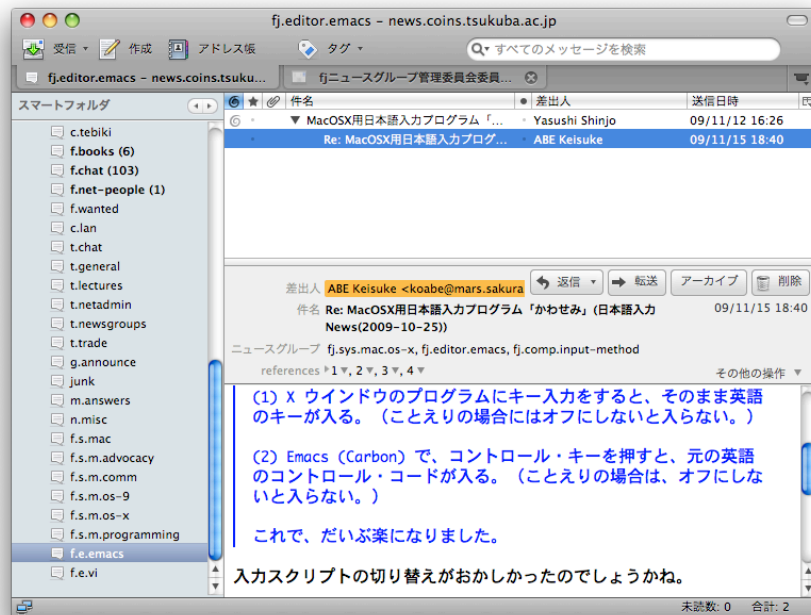 fj.editor.emacs – news.coins.tsukuba.ac.jp
受信 作成 アドレス帳 タグ すべてのメッセージを検索
fj.editor.emacs – news.coins.tsuku... fjニュースグループ管理委員会委員...
スマートフォルダ
c.tebiki
f.books (6)
f.chat (103)
f.net-people (1)
f.wanted
c.lan
t.chat
t.general
t.lectures
t.netadmin
t.newsgroups
t.trade
g.announce
junk
m.answers
n.misc
f.s.mac
f.s.m.advocacy
f.s.m.comm
f.s.m.os-9
f.s.m.os-x
f.s.m.programming
f.e.emacs
f.e.vi
件名 差出人 送信日時
MacOSX用日本語入力プログラム「... Yasushi Shinjo 09/11/12 16:26
Re: MacOSX用日本語入力プログ... ABE Keisuke 09/11/15 18:40
差出人 ABE Keisuke <koabe@mars.sakura 返信 転送 アーカイブ 削除
件名 Re: MacOSX用日本語入力プログラム「かわせみ」(日本語入力 09/11/15 18:40
News(2009-10-25))
ニュースグループ fj.sys.mac.os-x, fj.editor.emacs, fj.comp.input-method
references 1, 2, 3, 4 その他の操作
(1) X ウインドウのプログラムにキー入力をすると、そのまま英語
のキーが入る。（ことえりの場合にはオフにしないと入らない。）
(2) Emacs (Carbon) で、コントロール・キーを押すと、元の英語
のコントロール・コードが入る。（ことえりの場合は、オフにしな
いと入らない。）
これで、だいぶ楽になりました。
入力スクリプトの切り替えがおかしかったのでしょうかね。
未読数: 0 合計: 2